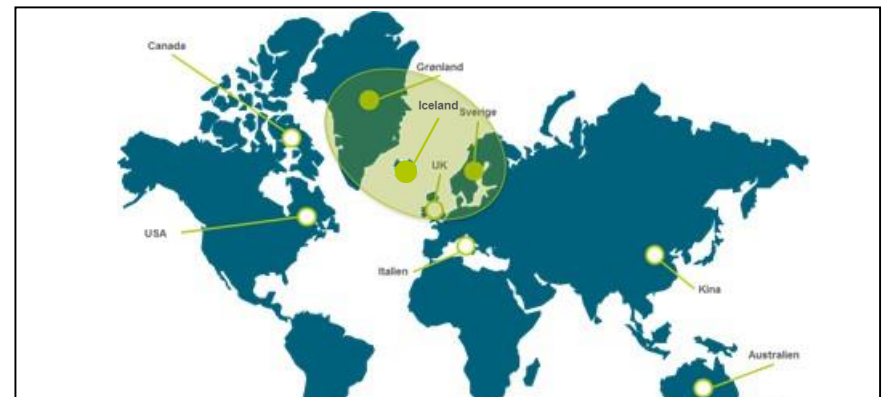 Canada
Grønland
Iceland
Sverige
UK
USA
Italien
Kina
Australien